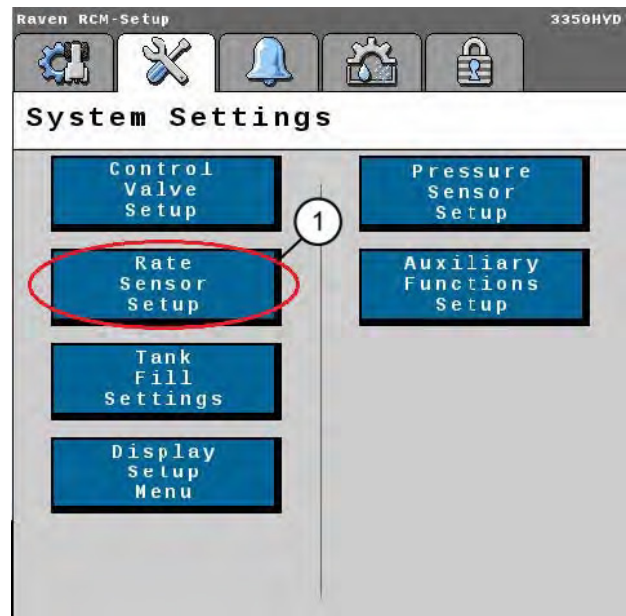 Raven RCM-Setup 3350HYD
System Settings
Control
Valve
Setup
Pressure
Sensor
Setup
1
Rate
Sensor
Setup
Auxiliary
Functions
Setup
Tank
Fill
Settings
Display
Setup
Menu